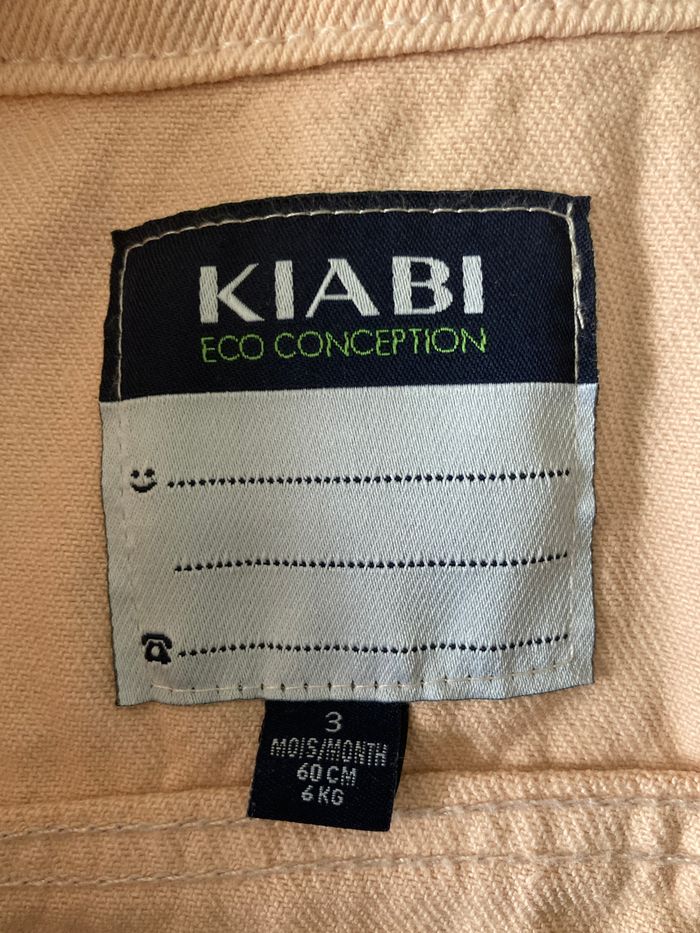 KIABI
ECO CONCEPTION
3
MOIS/MONTH
60 CM
6 KG